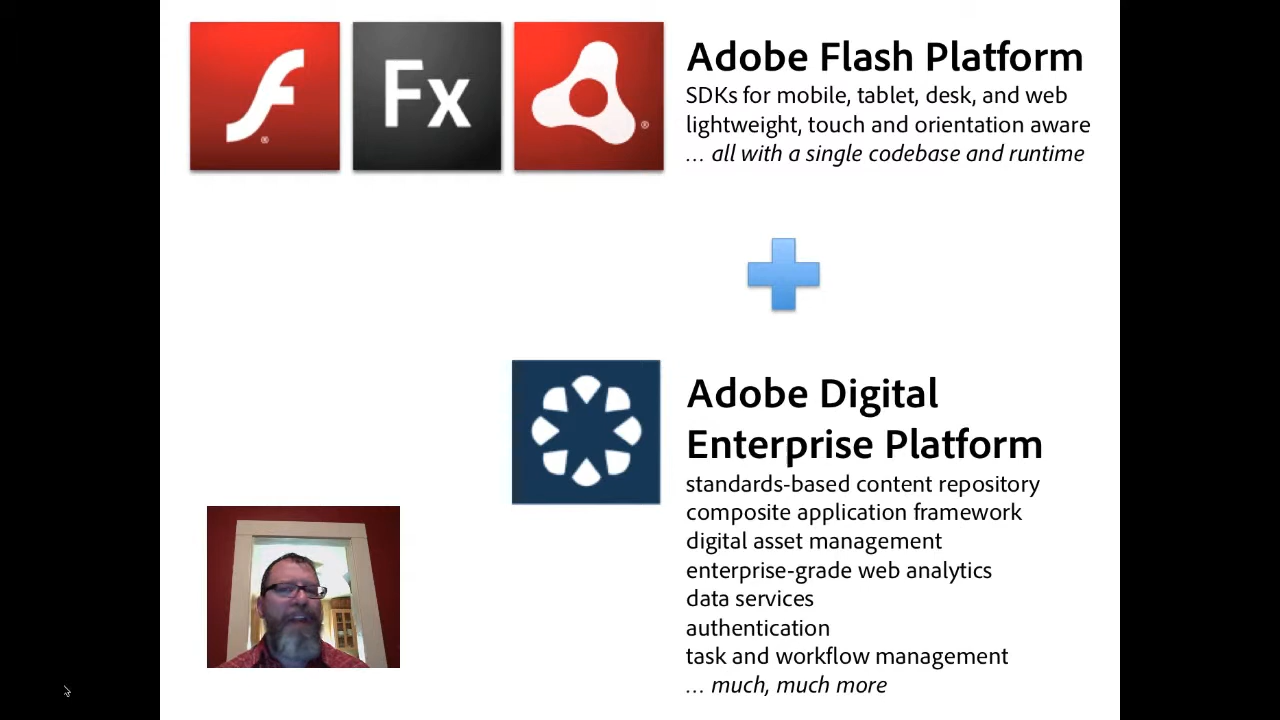 Fx
®
®
Adobe Flash Platform
SDKs for mobile, tablet, desk, and web
lightweight, touch and orientation aware
... all with a single codebase and runtime
Adobe Digital
Enterprise Platform
standards-based content repository
composite application framework
digital asset management
enterprise-grade web analytics
data services
authentication
task and workflow management
... much, much more